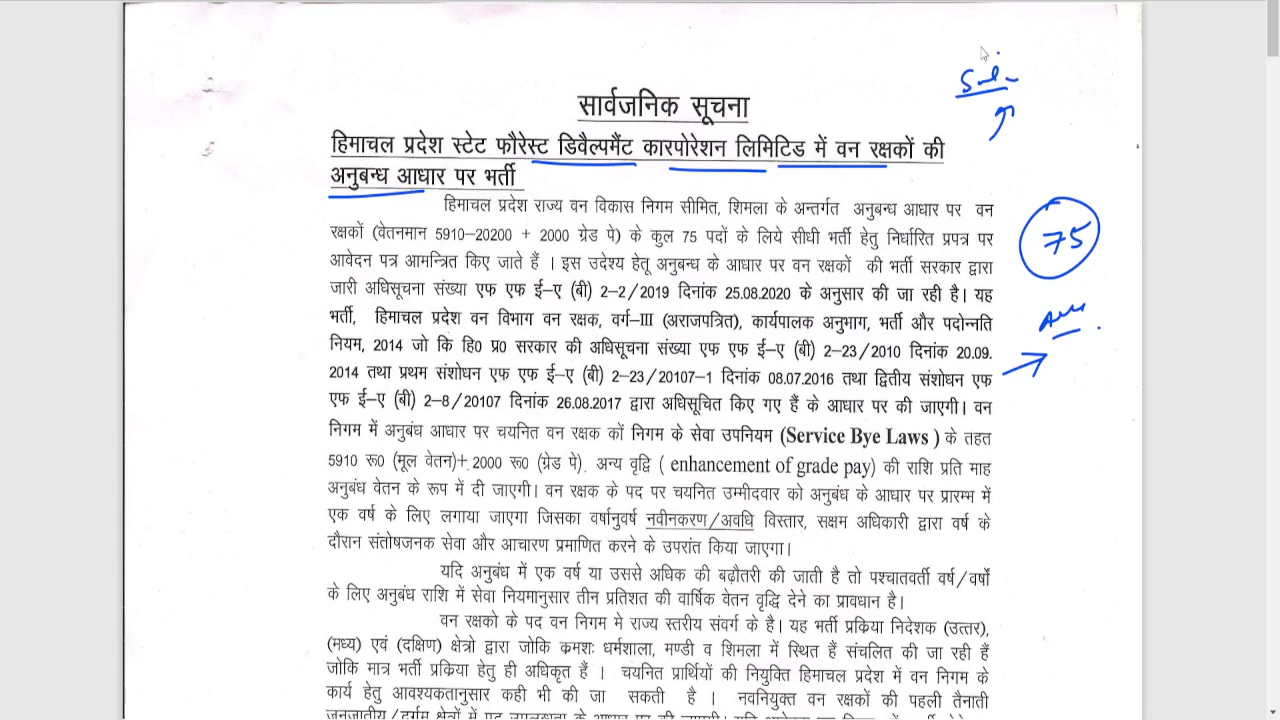 सार्वजनिक सूचना
हिमाचल प्रदेश स्टेट फौरेस्ट डिवैल्पमैंट कारपोरेशन लिमिटिड में वन रक्षकों की
अनुबन्ध आधार पर भर्ती
हिमाचल प्रदेश राज्य वन विकास निगम सीमित, शिमला के अन्तर्गत अनुबन्ध आधार पर वन
रक्षकों (वेतनमान 5910–20200 + 2000 ग्रेड पे) के कुल 75 पदों के लिये सीधी भर्ती हेतु निर्धारित प्रपत्र पर
75
आवेदन पत्र आमन्त्रित किए जाते हैं । इस उदेश्य हेतू अनुबन्ध के आधार पर वन रक्षकों की भर्ती सरकार द्वारा
जारी अधिसूचना संख्या एफ एफ ई–ए (बी) 2–2/2019 दिनांक 25.08.2020 के अनुसार की जा रही है। यह
भर्ती, हिमाचल प्रदेश वन विभाग वन रक्षक, वर्ग–III (अराजपत्रित), कार्यपालक अनुभाग, भर्ती और पदोन्नति
नियम, 2014 जो कि हि0 प्र0 सरकार की अधिसूचना संख्या एफ एफ ई–ए (बी) 2–23/2010 दिनांक 20.09.
2014 तथा प्रथम संशोधन एफ एफ ई–ए (बी) 2–23/20107–1 दिनांक 08.07.2016 तथा द्वितीय संशोधन एफ
एफ ई–ए (बी) 2–8/20107 दिनांक 26.08.2017 द्वारा अधिसूचित किए गए हैं के आधार पर की जाएगी। वन
निगम में अनुबंध आधार पर चयनित वन रक्षक कों निगम के सेवा उपनियम (Service Bye Laws ) के तहत
5910 रू0 (मूल वेतन)+ 2000 रू0 (ग्रेड पे). अन्य वृद्वि ( enhancement of grade pay) की राशि प्रति माह
अनुबंध वेतन के रूप में दी जाएगी। वन रक्षक के पद पर चयनित उम्मीदवार को अनुबंध के आधार पर प्रारम्भ में
एक वर्ष के लिए लगाया जाएगा जिसका वर्षानुवर्ष नवीनकरण/अवधि विस्तार, सक्षम अधिकारी द्वारा वर्ष के
दौरान संतोषजनक सेवा और आचारण प्रमाणित करने के उपरांत किया जाएगा।
यदि अनुबंध में एक वर्ष या उससे अधिक की बढ़ौतरी की जाती है तो पश्चातवर्ती वर्ष/वर्षों
के लिए अनुबंध राशि में सेवा नियमानुसार तीन प्रतिशत की वार्षिक वेतन वृद्धि देने का प्रावधान है।
वन रक्षको के पद वन निगम मे राज्य स्तरीय संवर्ग के है। यह भर्ती प्रकिया निदेशक (उत्तर),
(मध्य) एवं (दक्षिण) क्षेत्रो द्वारा जोकि क्रमशः धर्मशाला, मण्डी व शिमला में स्थित हैं संचलित की जा रही हैं
जोकि मात्र भर्ती प्रकिया हेतु ही अधिकृत हैं । चयनित प्रार्थियों की नियुक्ति हिमाचल प्रदेश में वन निगम के
कार्य हेतु आवश्यकतानुसार कही भी की जा सकती है । नवनियुक्त वन रक्षकों की पहली तैनाती